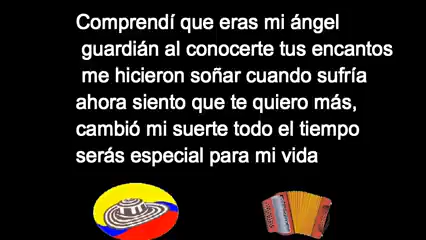 Comprendí que eras mi ángel
guardián al conocerte tus encantos
me hicieron soñar cuando sufría
ahora siento que te quiero más,
cambió mi suerte todo el tiempo
serás especial para mi vida